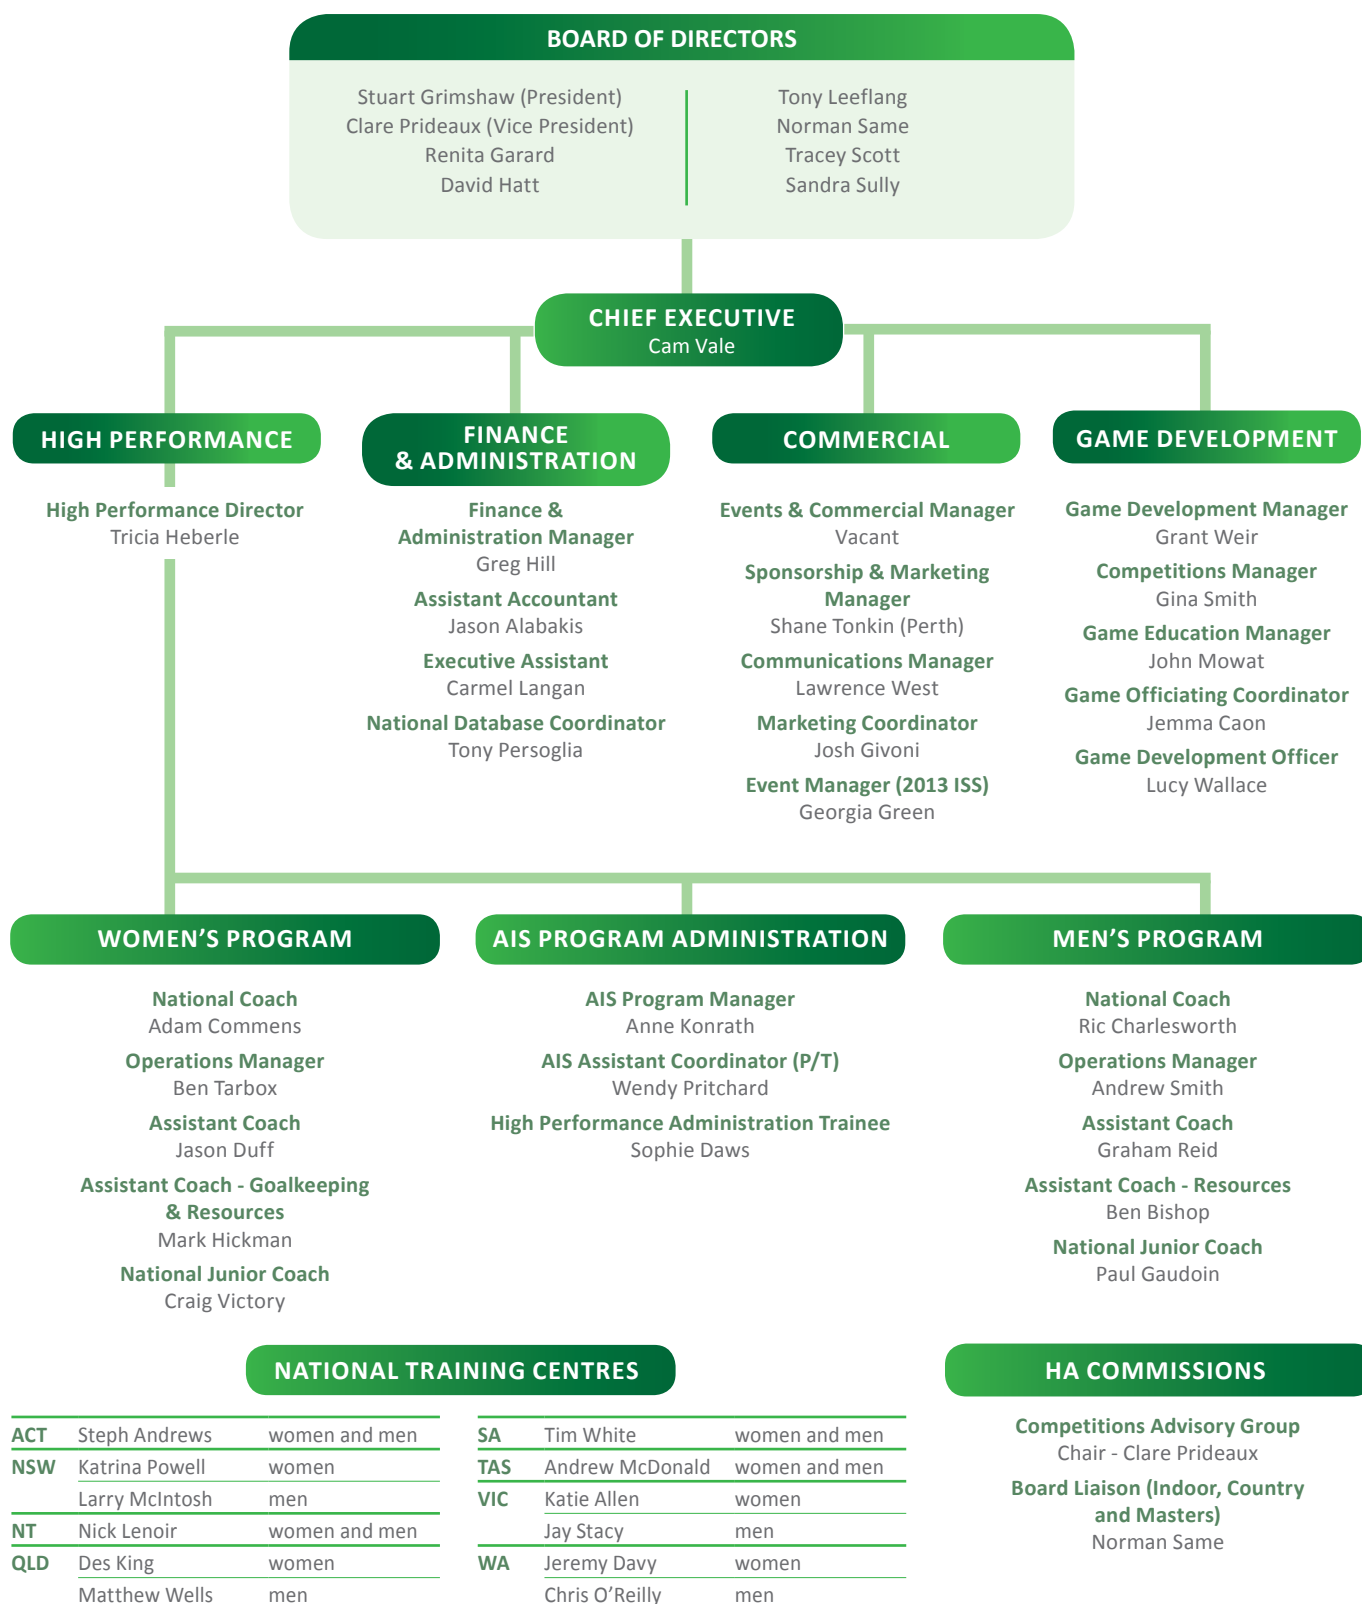 BOARD OF DIRECTORS
Stuart Grimshaw (President)
Clare Prideaux (Vice President)
Renita Garard
David Hatt
Tony Leeflang
Norman Same
Tracey Scott
Sandra Sully
CHIEF EXECUTIVE
Cam Vale
HIGH PERFORMANCE
High Performance Director
Tricia Heberle
FINANCE
& ADMINISTRATION
Finance &
Administration Manager
Greg Hill
Assistant Accountant
Jason Alabakis
Executive Assistant
Carmel Langan
National Database Coordinator
Tony Persoglia
COMMERCIAL
Events & Commercial Manager
Vacant
Sponsorship & Marketing
Manager
Shane Tonkin (Perth)
Communications Manager
Lawrence West
Marketing Coordinator
Josh Givoni
Event Manager (2013 ISS)
Georgia Green
GAME DEVELOPMENT
Game Development Manager
Grant Weir
Competitions Manager
Gina Smith
Game Education Manager
John Mowat
Game Officiating Coordinator
Jemma Caon
Game Development Officer
Lucy Wallace
WOMEN'S PROGRAM
National Coach
Adam Commens
Operations Manager
Ben Tarbox
Assistant Coach
Jason Duff
Assistant Coach - Goalkeeping
& Resources
Mark Hickman
National Junior Coach
Craig Victory
AIS PROGRAM ADMINISTRATION
AIS Program Manager
Anne Konrath
AIS Assistant Coordinator (P/T)
Wendy Pritchard
High Performance Administration Trainee
Sophie Daws
MEN'S PROGRAM
National Coach
Ric Charlesworth
Operations Manager
Andrew Smith
Assistant Coach
Graham Reid
Assistant Coach - Resources
Ben Bishop
National Junior Coach
Paul Gaudoin
NATIONAL TRAINING CENTRES
ACT Steph Andrews women and men
NSW Katrina Powell women
Larry McIntosh men
NT Nick Lenoir women and men
QLD Des King women
Matthew Wells men
SA Tim White women and men
TAS Andrew McDonald women and men
VIC Katie Allen women
Jay Stacy men
WA Jeremy Davy women
Chris O'Reilly men
HA COMMISSIONS
Competitions Advisory Group
Chair - Clare Prideaux
Board Liaison (Indoor, Country
and Masters)
Norman Same